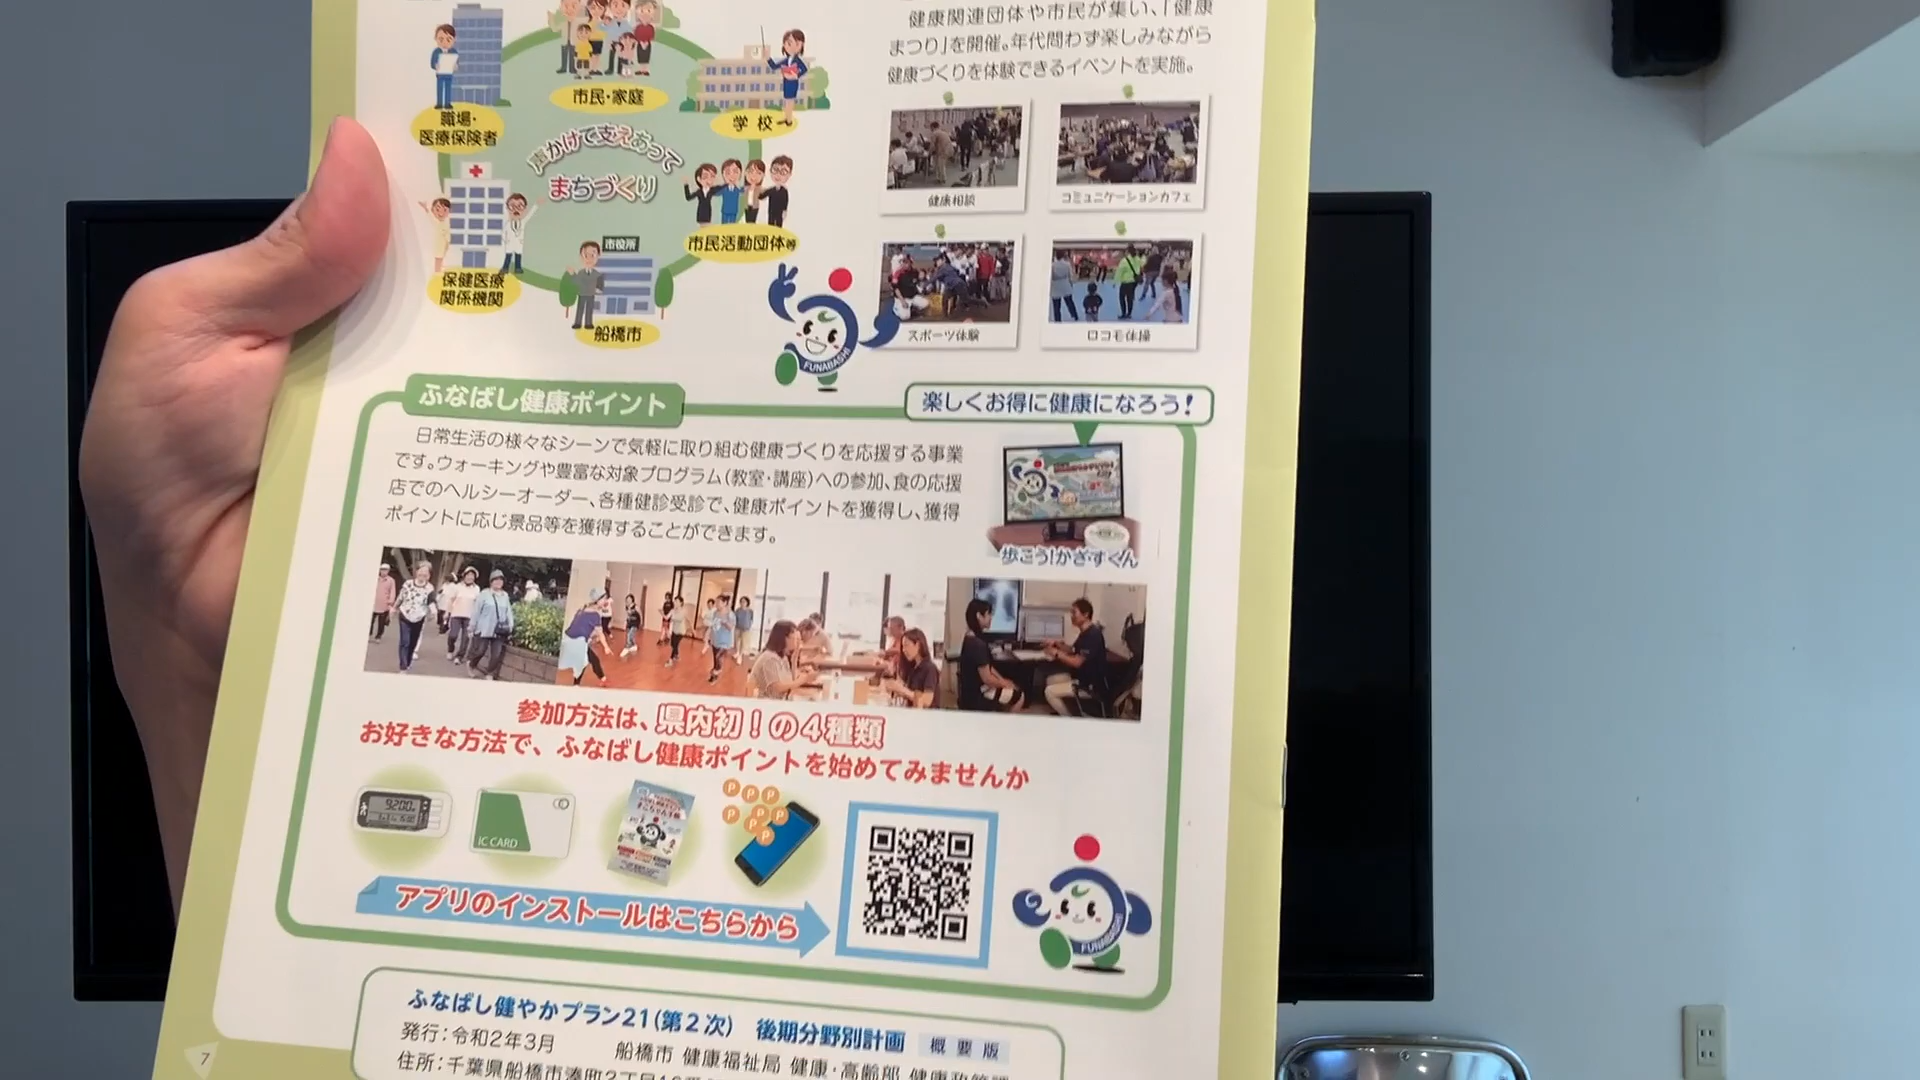 健康関連団体や市民が集い、「健康
まつり」を開催。年代問わず楽しみながら
健康づくりを体験できるイベントを実施。
市民・家庭
職場・
医療保険者
学校
声かけて支えあって
まちづくり
市民活動団体等
保健医療
関係機関
市役所
船橋市
健康相談
コミュニケーションカフェ
スポーツ体験
ロコモ体操
FUNABASHI
ふなばし健康ポイント
楽しくお得に健康になろう!
日常生活の様々なシーンで気軽に取り組む健康づくりを応援する事業
です。ウォーキングや豊富な対象プログラム(教室・講座)への参加、食の応援
店でのヘルシーオーダー、各種健診受診で、健康ポイントを獲得し、獲得
ポイントに応じ景品等を獲得することができます。
歩こう!かざすくん
参加方法は、県内初!の4種類
お好きな方法で、ふなばし健康ポイントを始めてみませんか
9200
IC CARD
P P P P P P P P
アプリのインストールはこちらから
FUNABASHI
ふなばし健やかプラン21(第2次) 後期分野別計画 概要版
発行:令和2年3月 船橋市 健康福祉局 健康・高齢部 健康政策課
住所:千葉県船橋市湊町2丁目
7